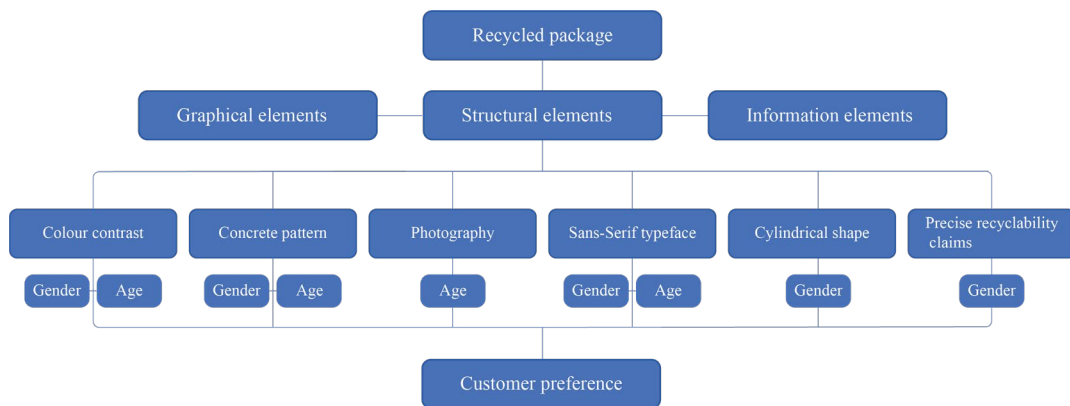 Recycled package
Graphical elements
Structural elements
Information elements
Colour contrast
Concrete pattern
Photography
Sans-Serif typeface
Cylindrical shape
Precise recyclability
claims
Gender
Age
Gender
Age
Age
Gender
Age
Gender
Gender
Customer preference